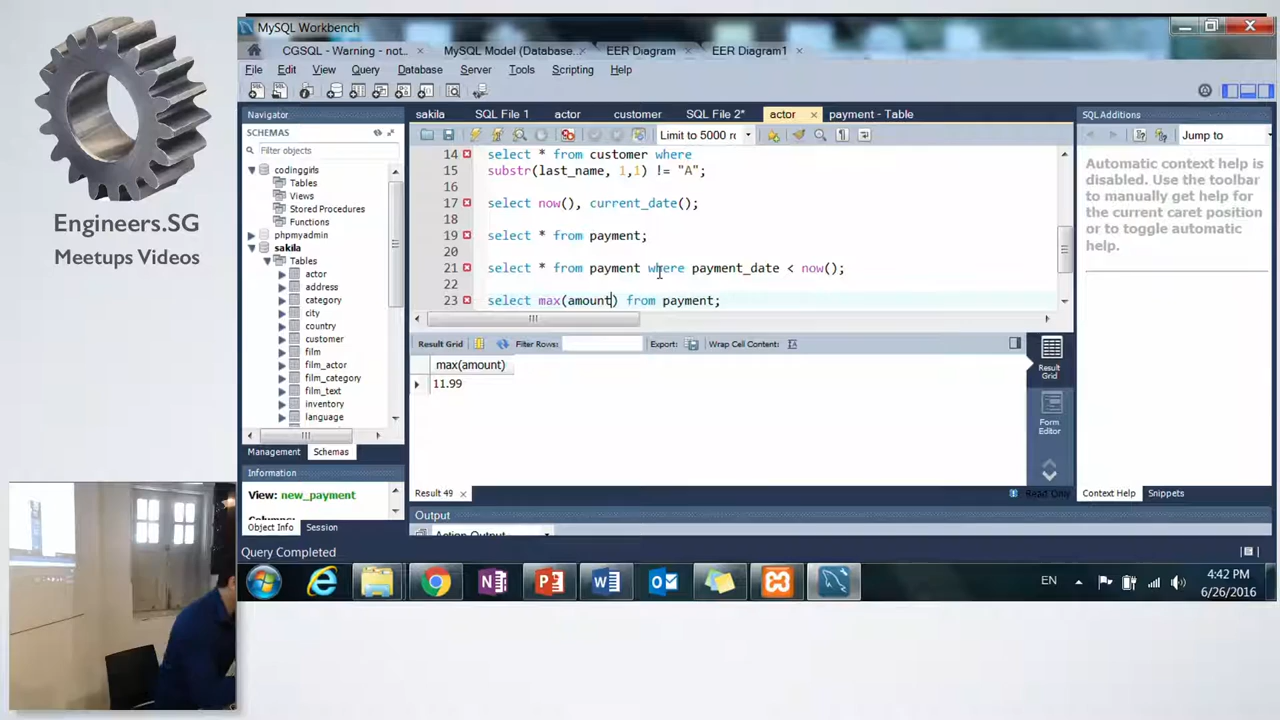 MySQL Workbench
CGSQL - Warning - not...
MySQL Model (Database...
EER Diagram
EER Diagram1
File Edit View Query Database Server Tools Scripting Help
Navigator
SCHEMAS
Filter objects
codinggirls
Tables
Views
Stored Procedures
Functions
phpmyadmin
sakila
Tables
actor
address
category
city
country
customer
film
film_actor
film_category
film_text
inventory
language
Management Schemas
Information
View: new_payment
Object Info Session
Query Completed
sakila SQL File 1 actor customer SQL File 2* actor payment - Table
Limit to 5000 rc
14 select * from customer where
15 substr(last_name, 1,1) != "A";
16
17 select now(), current_date();
18
19 select * from payment;
20
21 select * from payment where payment_date < now();
22
23 select max(amount) from payment;
Result Grid Filter Rows: Export: Wrap Cell Content:
max(amount)
11.99
Result Grid
Form Editor
Result 49
Read Only
Output
Action Output
SQL Additions
Jump to
Automatic context help is
disabled. Use the toolbar
to manually get help for
the current caret position
or to toggle automatic
help.
Context Help Snippets
EN
4:42 PM
6/26/2016
Engineers.SG
Meetups Videos